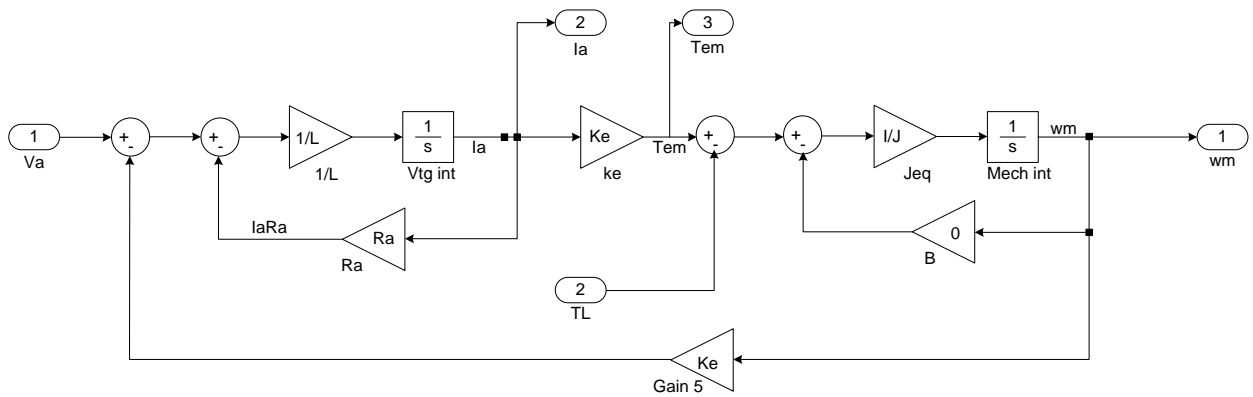 2
Ia
3
Tem
1
Va
+
-
+
-
1/L
1/L
1
s
Vtg int
Ia
Ke
ke
Tem
+
-
+
-
I/J
Jeq
1
s
Mech int
wm
1
wm
IaRa
Ra
Ra
0
B
2
TL
Ke
Gain 5